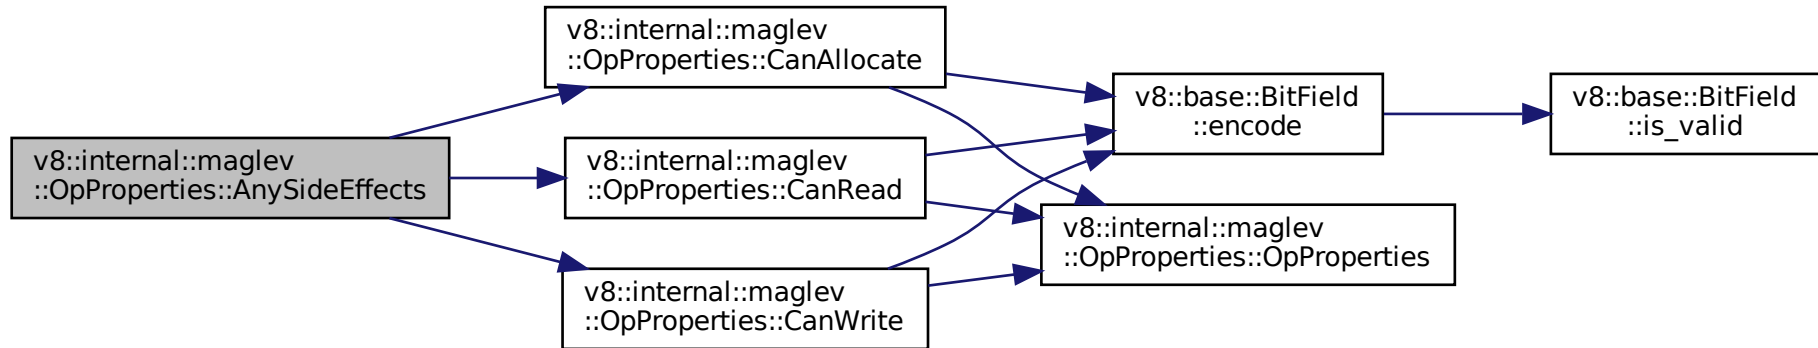 v8::internal::maglev
::OpProperties::AnySideEffects
v8::internal::maglev
::OpProperties::CanAllocate
v8::internal::maglev
::OpProperties::CanRead
v8::internal::maglev
::OpProperties::CanWrite
v8::base::BitField
::encode
v8::internal::maglev
::OpProperties::OpProperties
v8::base::BitField
::is_valid